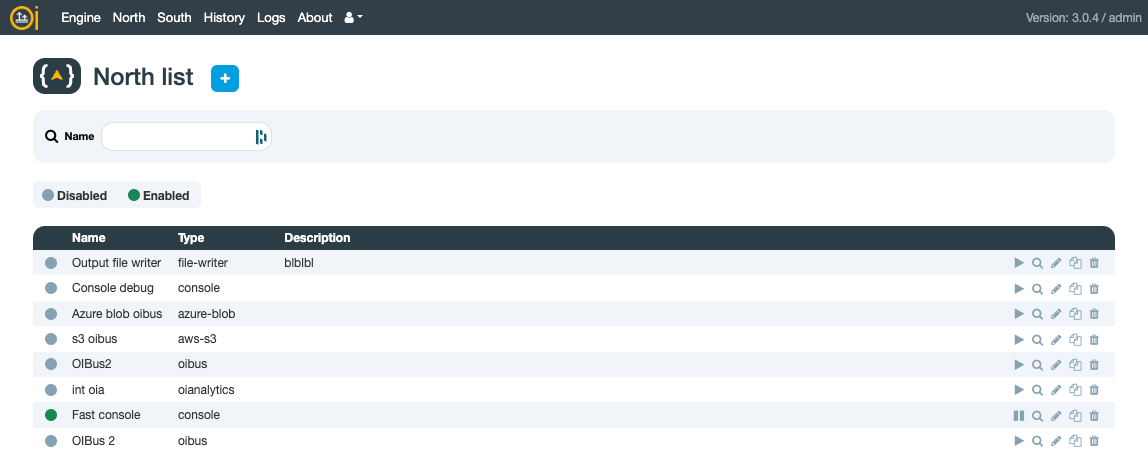 Engine North South History Logs About Version: 3.0.4 / admin
North list +
Name
Disabled Enabled
Name Type Description
Output file writer file-writer blblbl
Console debug console
Azure blob oibus azure-blob
s3 oibus aws-s3
OIBus2 oibus
int oia oianalytics
Fast console console
OIBus 2 oibus